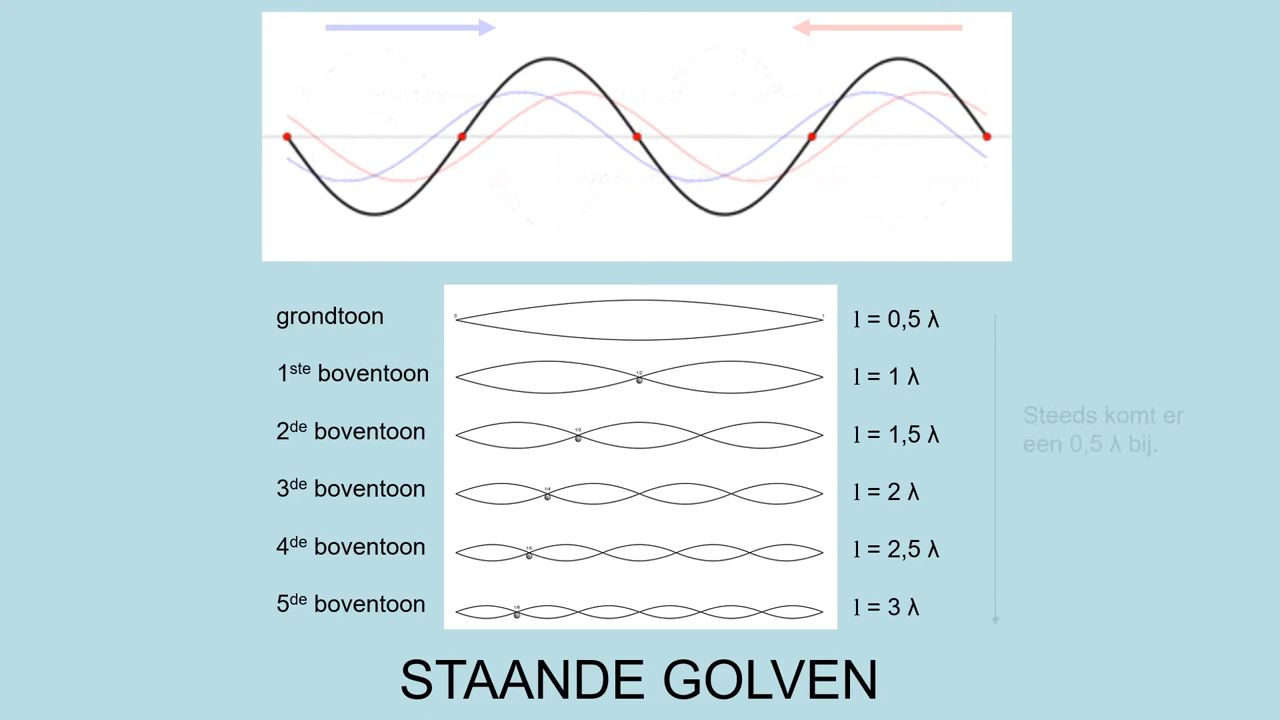 grondtoon
l = 0,5 λ
1ste boventoon
l = 1 λ
2de boventoon
l = 1,5 λ
3de boventoon
l = 2 λ
4de boventoon
l = 2,5 λ
5de boventoon
l = 3 λ
Steeds komt er
een 0,5 λ bij.
STAANDE GOLVEN